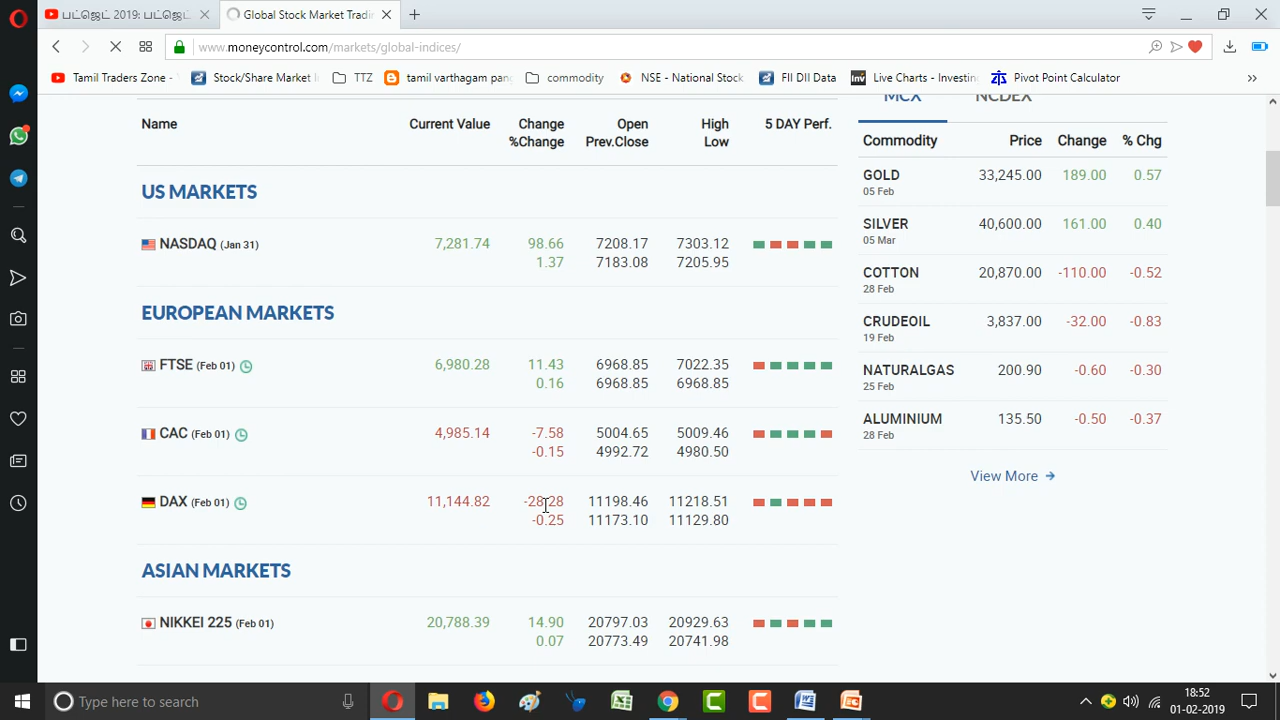 பட்ஜெட் 2019: பட்ஜெ
Global Stock Market Tradi
www.moneycontrol.com/markets/global-indices/
Tamil Traders Zone -
Stock/Share Market
TTZ
tamil varthagam pan
commodity
NSE - National Stock
FII DII Data
Live Charts - Investin
Pivot Point Calculator
MCX NCDEX
Name Current Value Change Open High 5 DAY Perf.
%Change Prev.Close Low
Commodity Price Change % Chg
GOLD 33,245.00 189.00 0.57
05 Feb
US MARKETS
SILVER 40,600.00 161.00 0.40
05 Mar
NASDAQ (Jan 31) 7,281.74 98.66 7208.17 7303.12
1.37 7183.08 7205.95
COTTON 20,870.00 -110.00 -0.52
28 Feb
EUROPEAN MARKETS
CRUDEOIL 3,837.00 -32.00 -0.83
19 Feb
FTSE (Feb 01) 6,980.28 11.43 6968.85 7022.35
0.16 6968.85 6968.85
NATURALGAS 200.90 -0.60 -0.30
25 Feb
ALUMINIUM 135.50 -0.50 -0.37
28 Feb
CAC (Feb 01) 4,985.14 -7.58 5004.65 5009.46
-0.15 4992.72 4980.50
View More
DAX (Feb 01) 11,144.82 -28.28 11198.46 11218.51
-0.25 11173.10 11129.80
ASIAN MARKETS
NIKKEI 225 (Feb 01) 20,788.39 14.90 20797.03 20929.63
0.07 20773.49 20741.98
Type here to search
18:52
01-02-2019